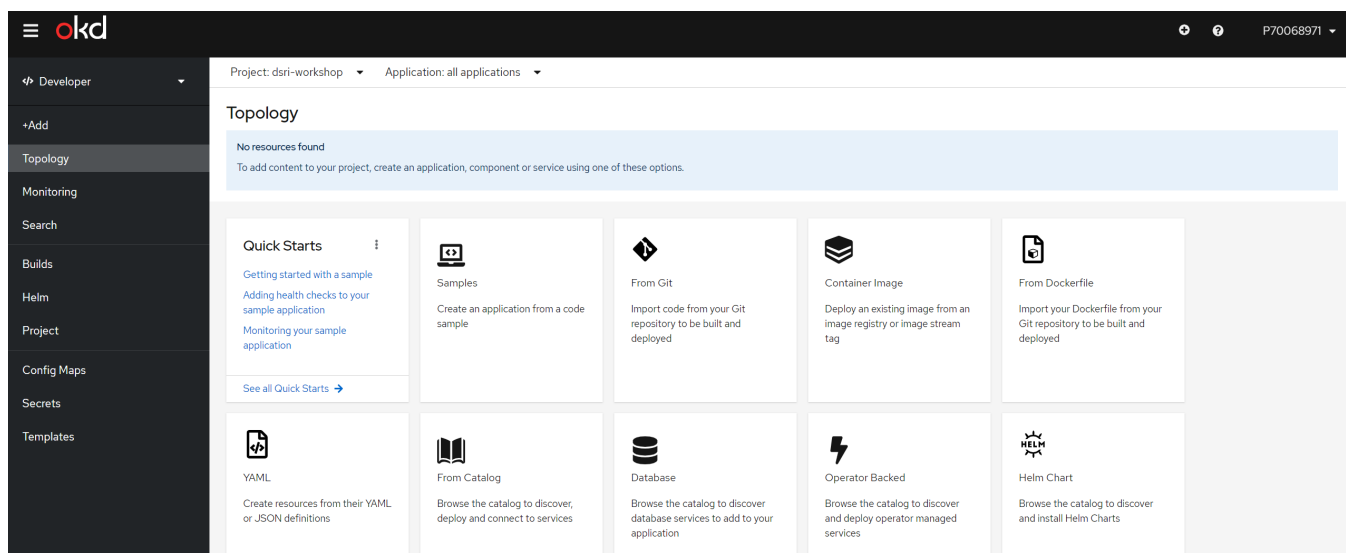 okd
P70068971
Developer
Project: dsri-workshop
Application: all applications
+Add
Topology
Monitoring
Search
Builds
Helm
Project
Config Maps
Secrets
Templates
Topology
No resources found
To add content to your project, create an application, component or service using one of these options.
Quick Starts
Getting started with a sample
Adding health checks to your
sample application
Monitoring your sample
application
See all Quick Starts
Samples
Create an application from a code
sample
From Git
Import code from your Git
repository to be built and
deployed
Container Image
Deploy an existing image from an
image registry or image stream
tag
From Dockerfile
Import your Dockerfile from your
Git repository to be built and
deployed
YAML
Create resources from their YAML
or JSON definitions
From Catalog
Browse the catalog to discover,
deploy and connect to services
Database
Browse the catalog to discover
database services to add to your
application
Operator Backed
Browse the catalog to discover
and deploy operator managed
services
HELM
Helm Chart
Browse the catalog to discover
and install Helm Charts